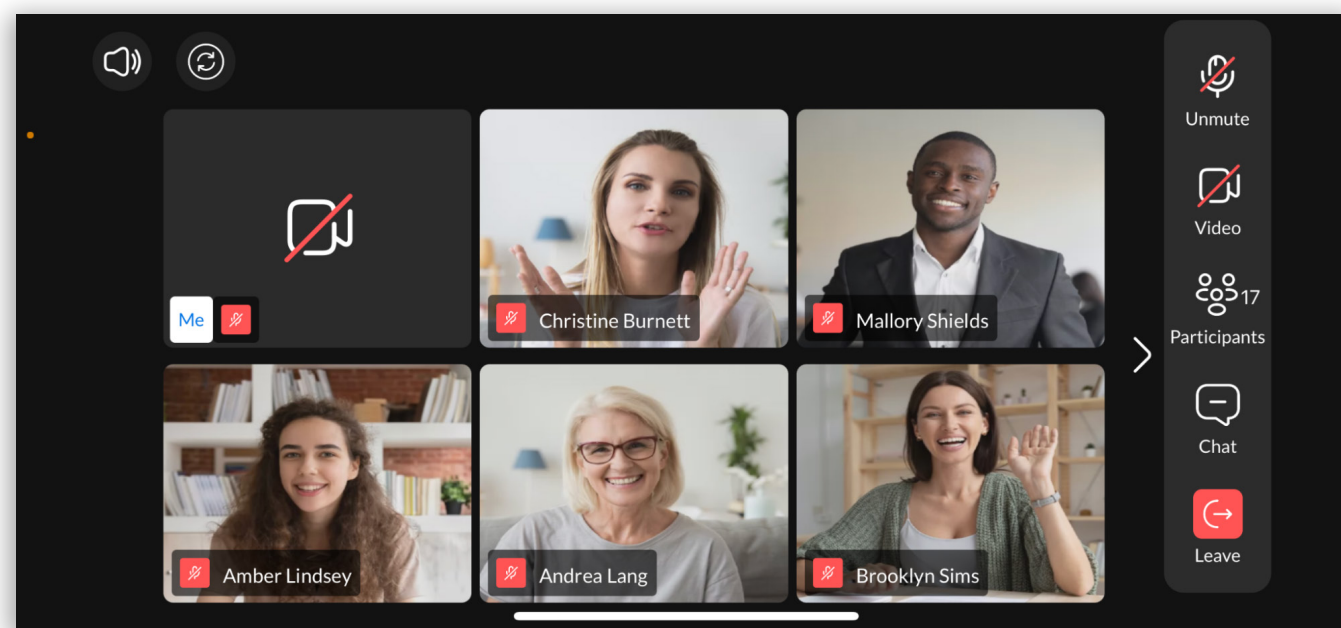 Unmute
Video
17
Participants
Chat
Leave
Me
Christine Burnett
Mallory Shields
Amber Lindsey
Andrea Lang
Brooklyn Sims